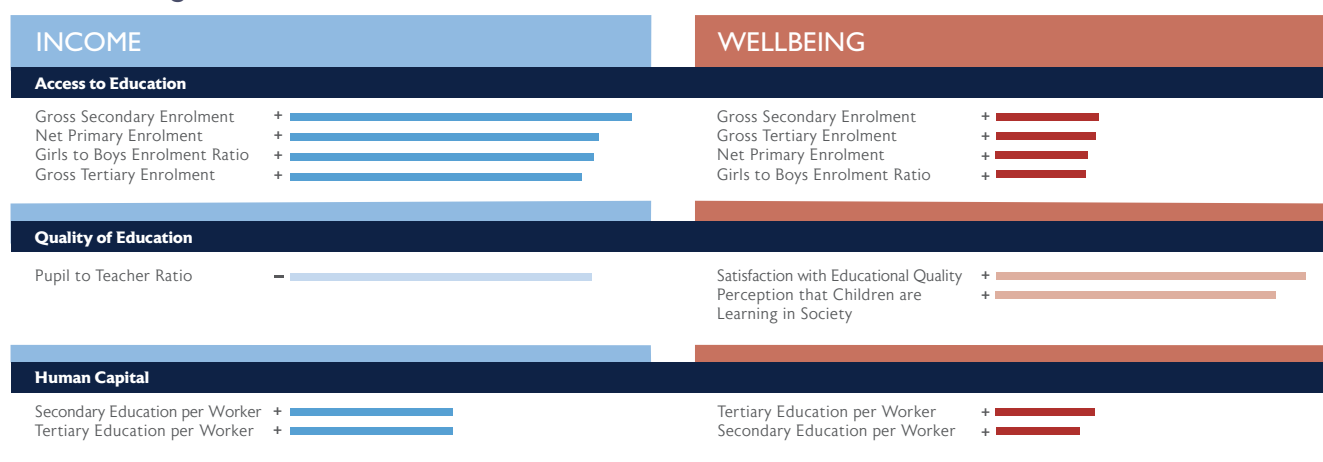 INCOME
WELLBEING
Access to Education
Gross Secondary Enrolment +
Net Primary Enrolment +
Girls to Boys Enrolment Ratio +
Gross Tertiary Enrolment +
Gross Secondary Enrolment +
Gross Tertiary Enrolment +
Net Primary Enrolment +
Girls to Boys Enrolment Ratio +
Quality of Education
Pupil to Teacher Ratio –
Satisfaction with Educational Quality +
Perception that Children are +
Learning in Society
Human Capital
Secondary Education per Worker +
Tertiary Education per Worker +
Tertiary Education per Worker +
Secondary Education per Worker +